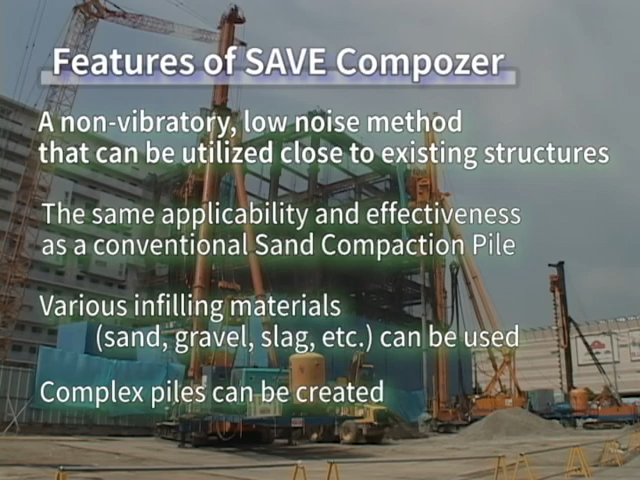 Features of SAVE Compozer
A non-vibratory, low noise method
that can be utilized close to existing structures
The same applicability and effectiveness
as a conventional Sand Compaction Pile
Various infilling materials
(sand, gravel, slag, etc.) can be used
Complex piles can be created